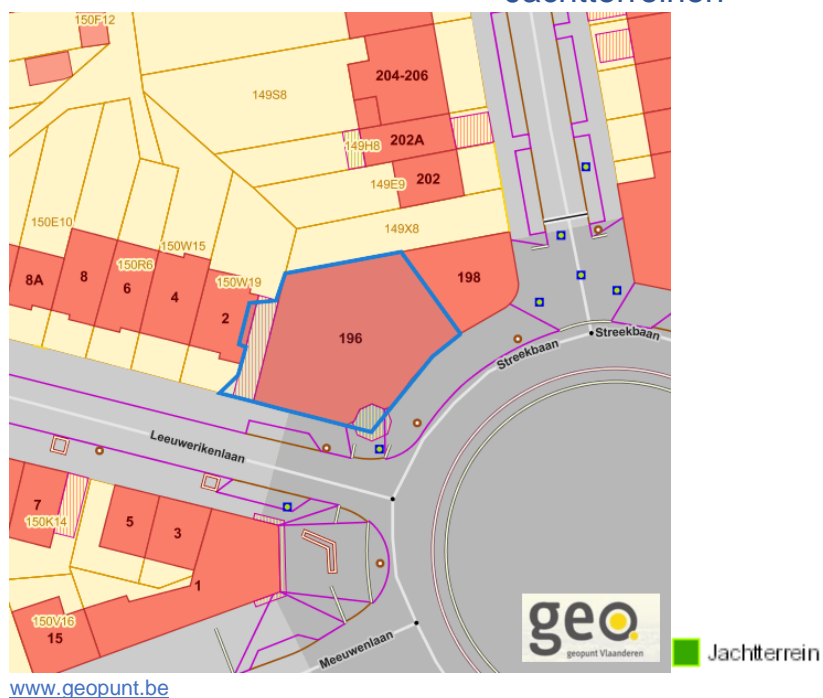 Jachtterreinen
150F12
204-206
149S8
202A
149H8
202
149E9
150E10
149X8
150W15
150R6
150W19
198
8A
8
6
4
2
196
Streekbaan
Streekbaan
Leeuwerikenlaan
7
150K14
5
3
1
150V16
15
Meeuwenlaan
geo
geopunt Vlaanderen
Jachtterrein
www.geopunt.be